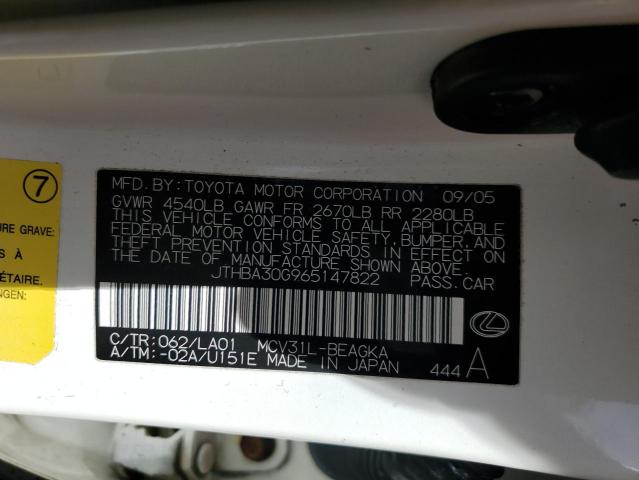 7
URE GRAVE:
S À
ÉTAIRE.
NGEN:
MFD.BY:TOYOTA MOTOR CORPORATION 09/05
GVWR 4540LB GAWR FR 2670LB RR 2280LB
THIS VEHICLE CONFORMS TO ALL APPLICABLE
FEDERAL MOTOR VEHICLE SAFETY,BUMPER,AND
THEFT PREVENTION STANDARDS IN EFFECT ON
THE DATE OF MANUFACTURE SHOWN ABOVE.
JTHBA30G965147822 PASS.CAR
C/TR:062/LA01 MCV31L-BEAGKA
A/TM:-02A/U151E MADE IN JAPAN
444 A